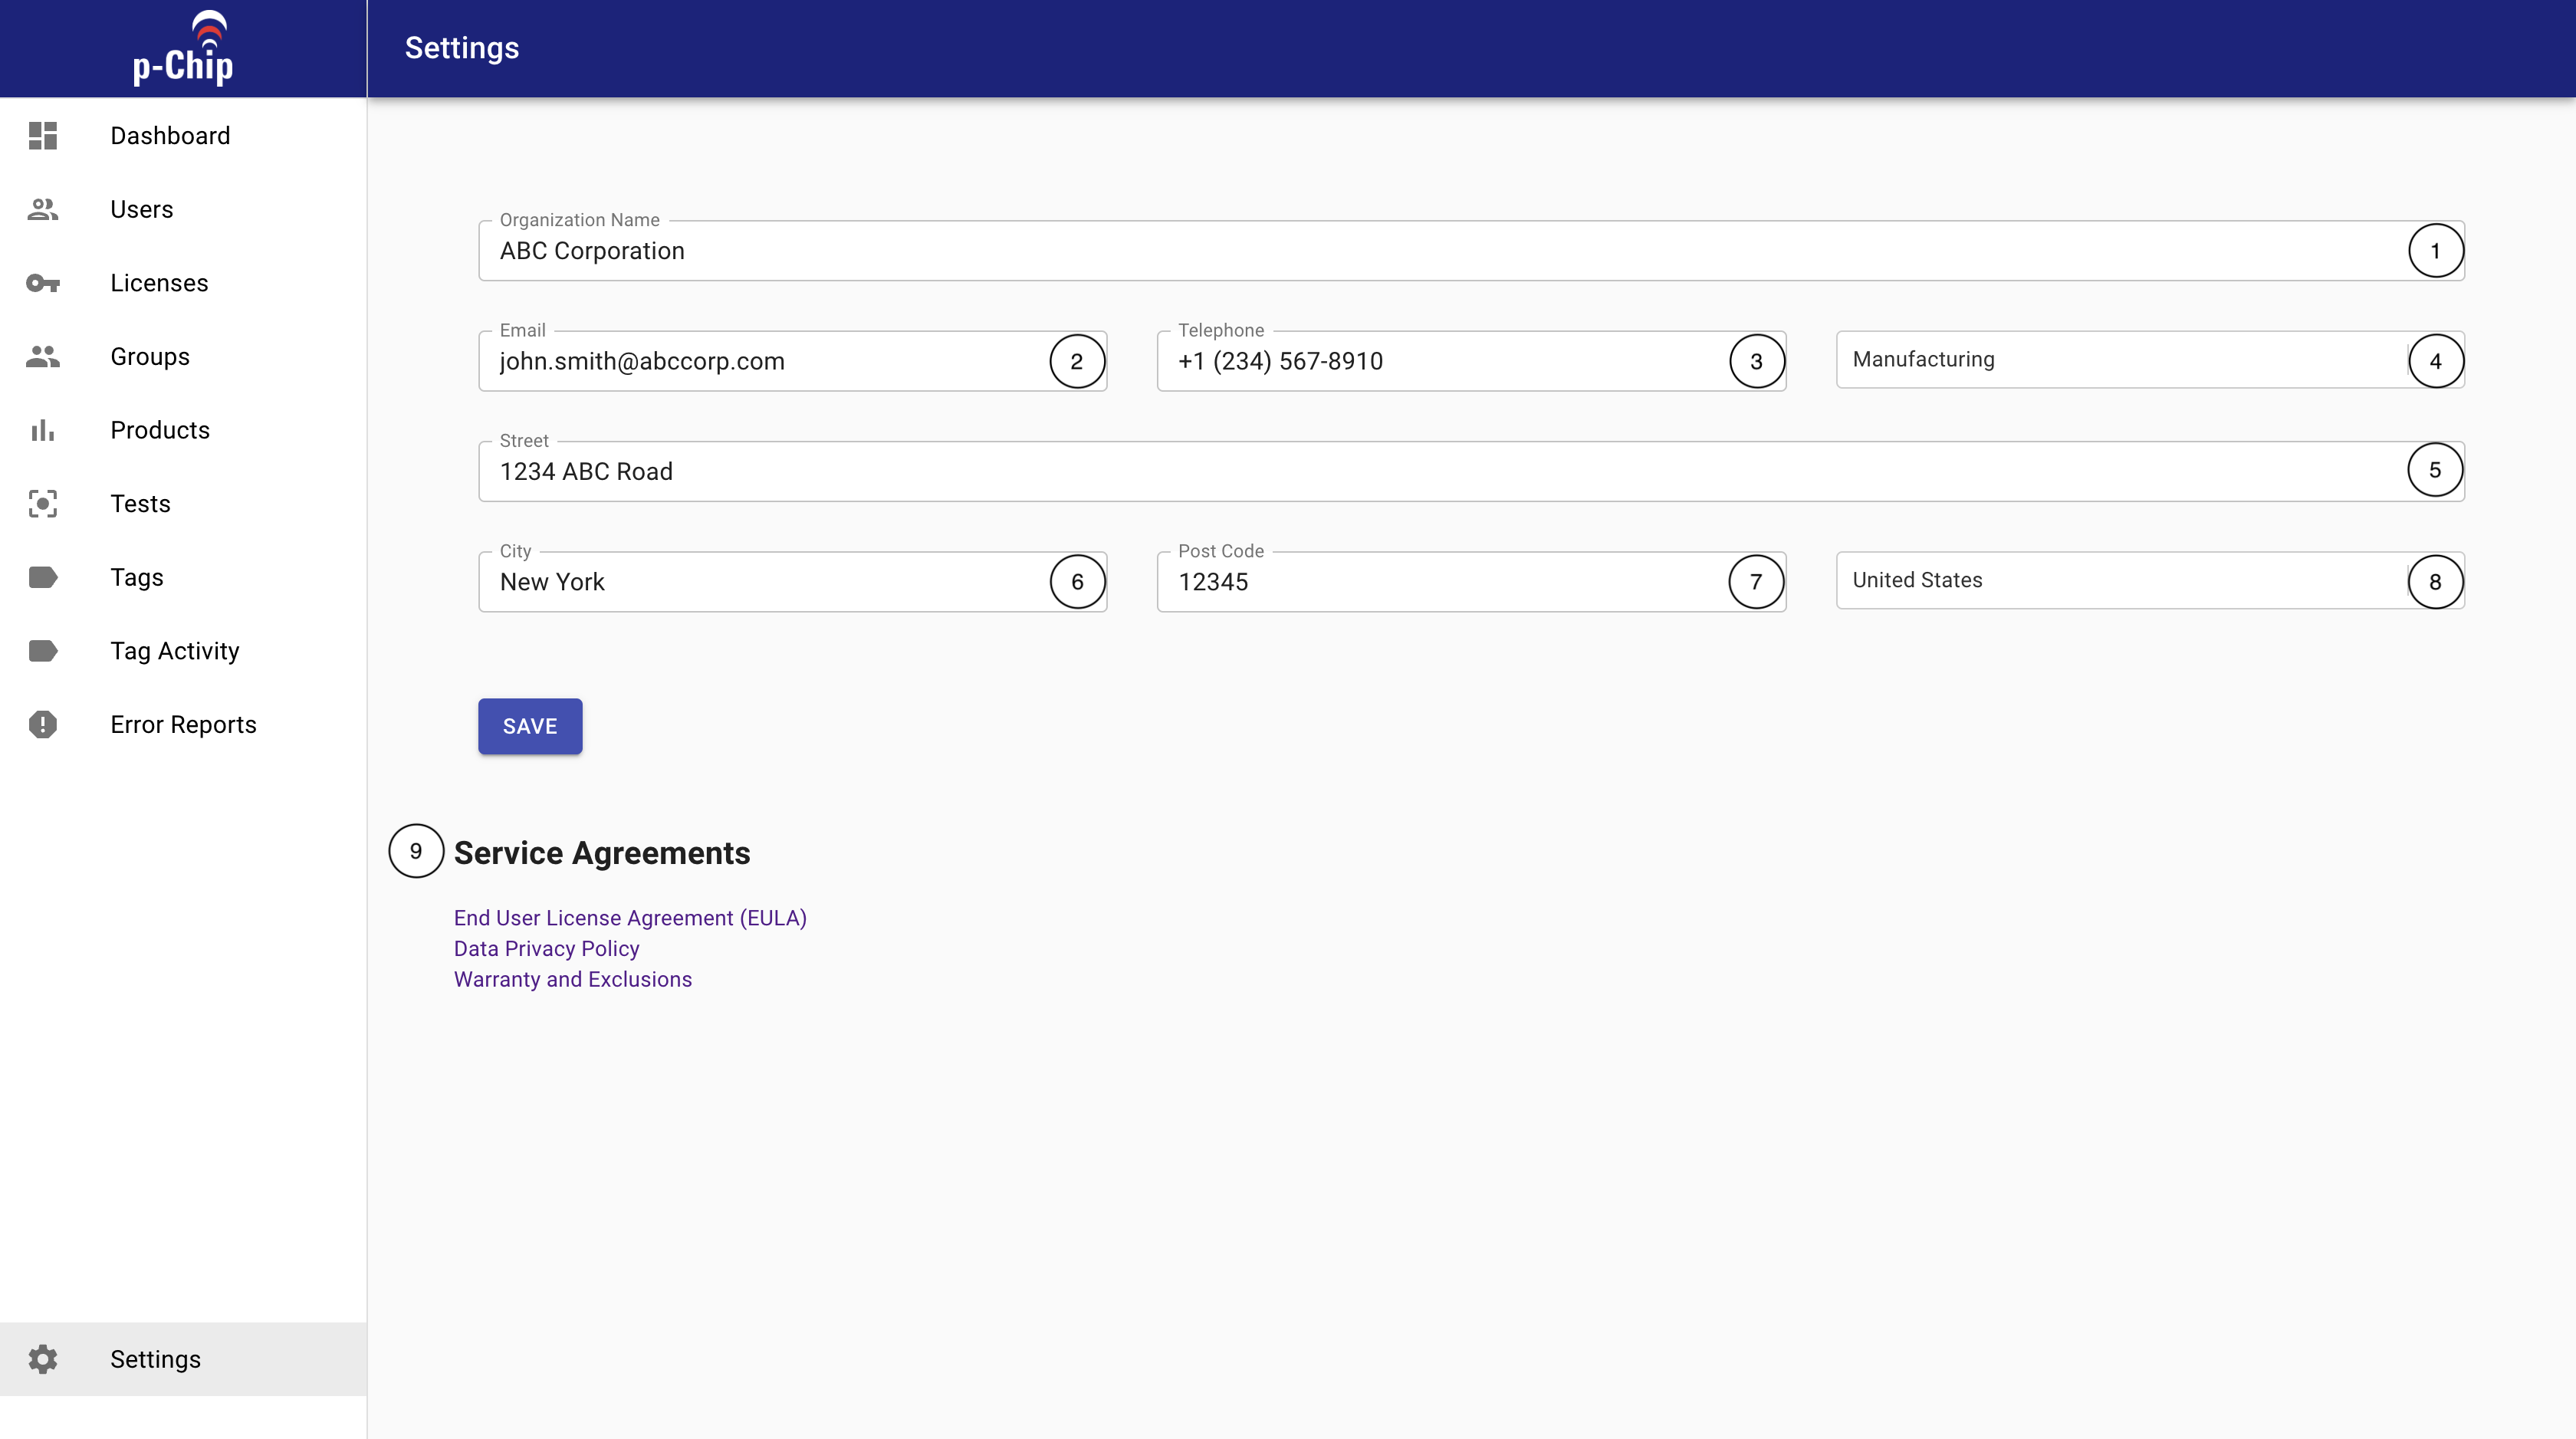 p-Chip
Settings
Dashboard
Users
Licenses
Groups
Products
Tests
Tags
Tag Activity
Error Reports
Settings
Organization Name
ABC Corporation 1
Email
john.smith@abccorp.com 2
Telephone
+1 (234) 567-8910 3
Manufacturing 4
Street
1234 ABC Road 5
City
New York 6
Post Code
12345 7
United States 8
SAVE
9 Service Agreements
End User License Agreement (EULA)
Data Privacy Policy
Warranty and Exclusions